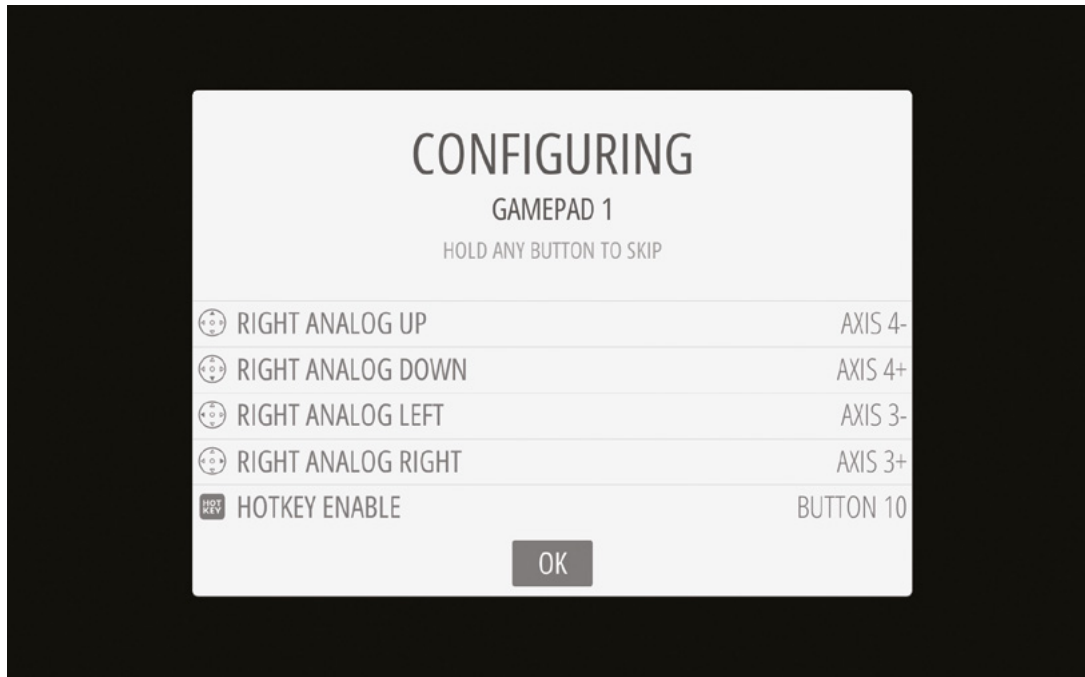 CONFIGURING
GAMEPAD 1
HOLD ANY BUTTON TO SKIP
RIGHT ANALOG UP AXIS 4-
RIGHT ANALOG DOWN AXIS 4+
RIGHT ANALOG LEFT AXIS 3-
RIGHT ANALOG RIGHT AXIS 3+
HOT KEY HOTKEY ENABLE BUTTON 10
OK